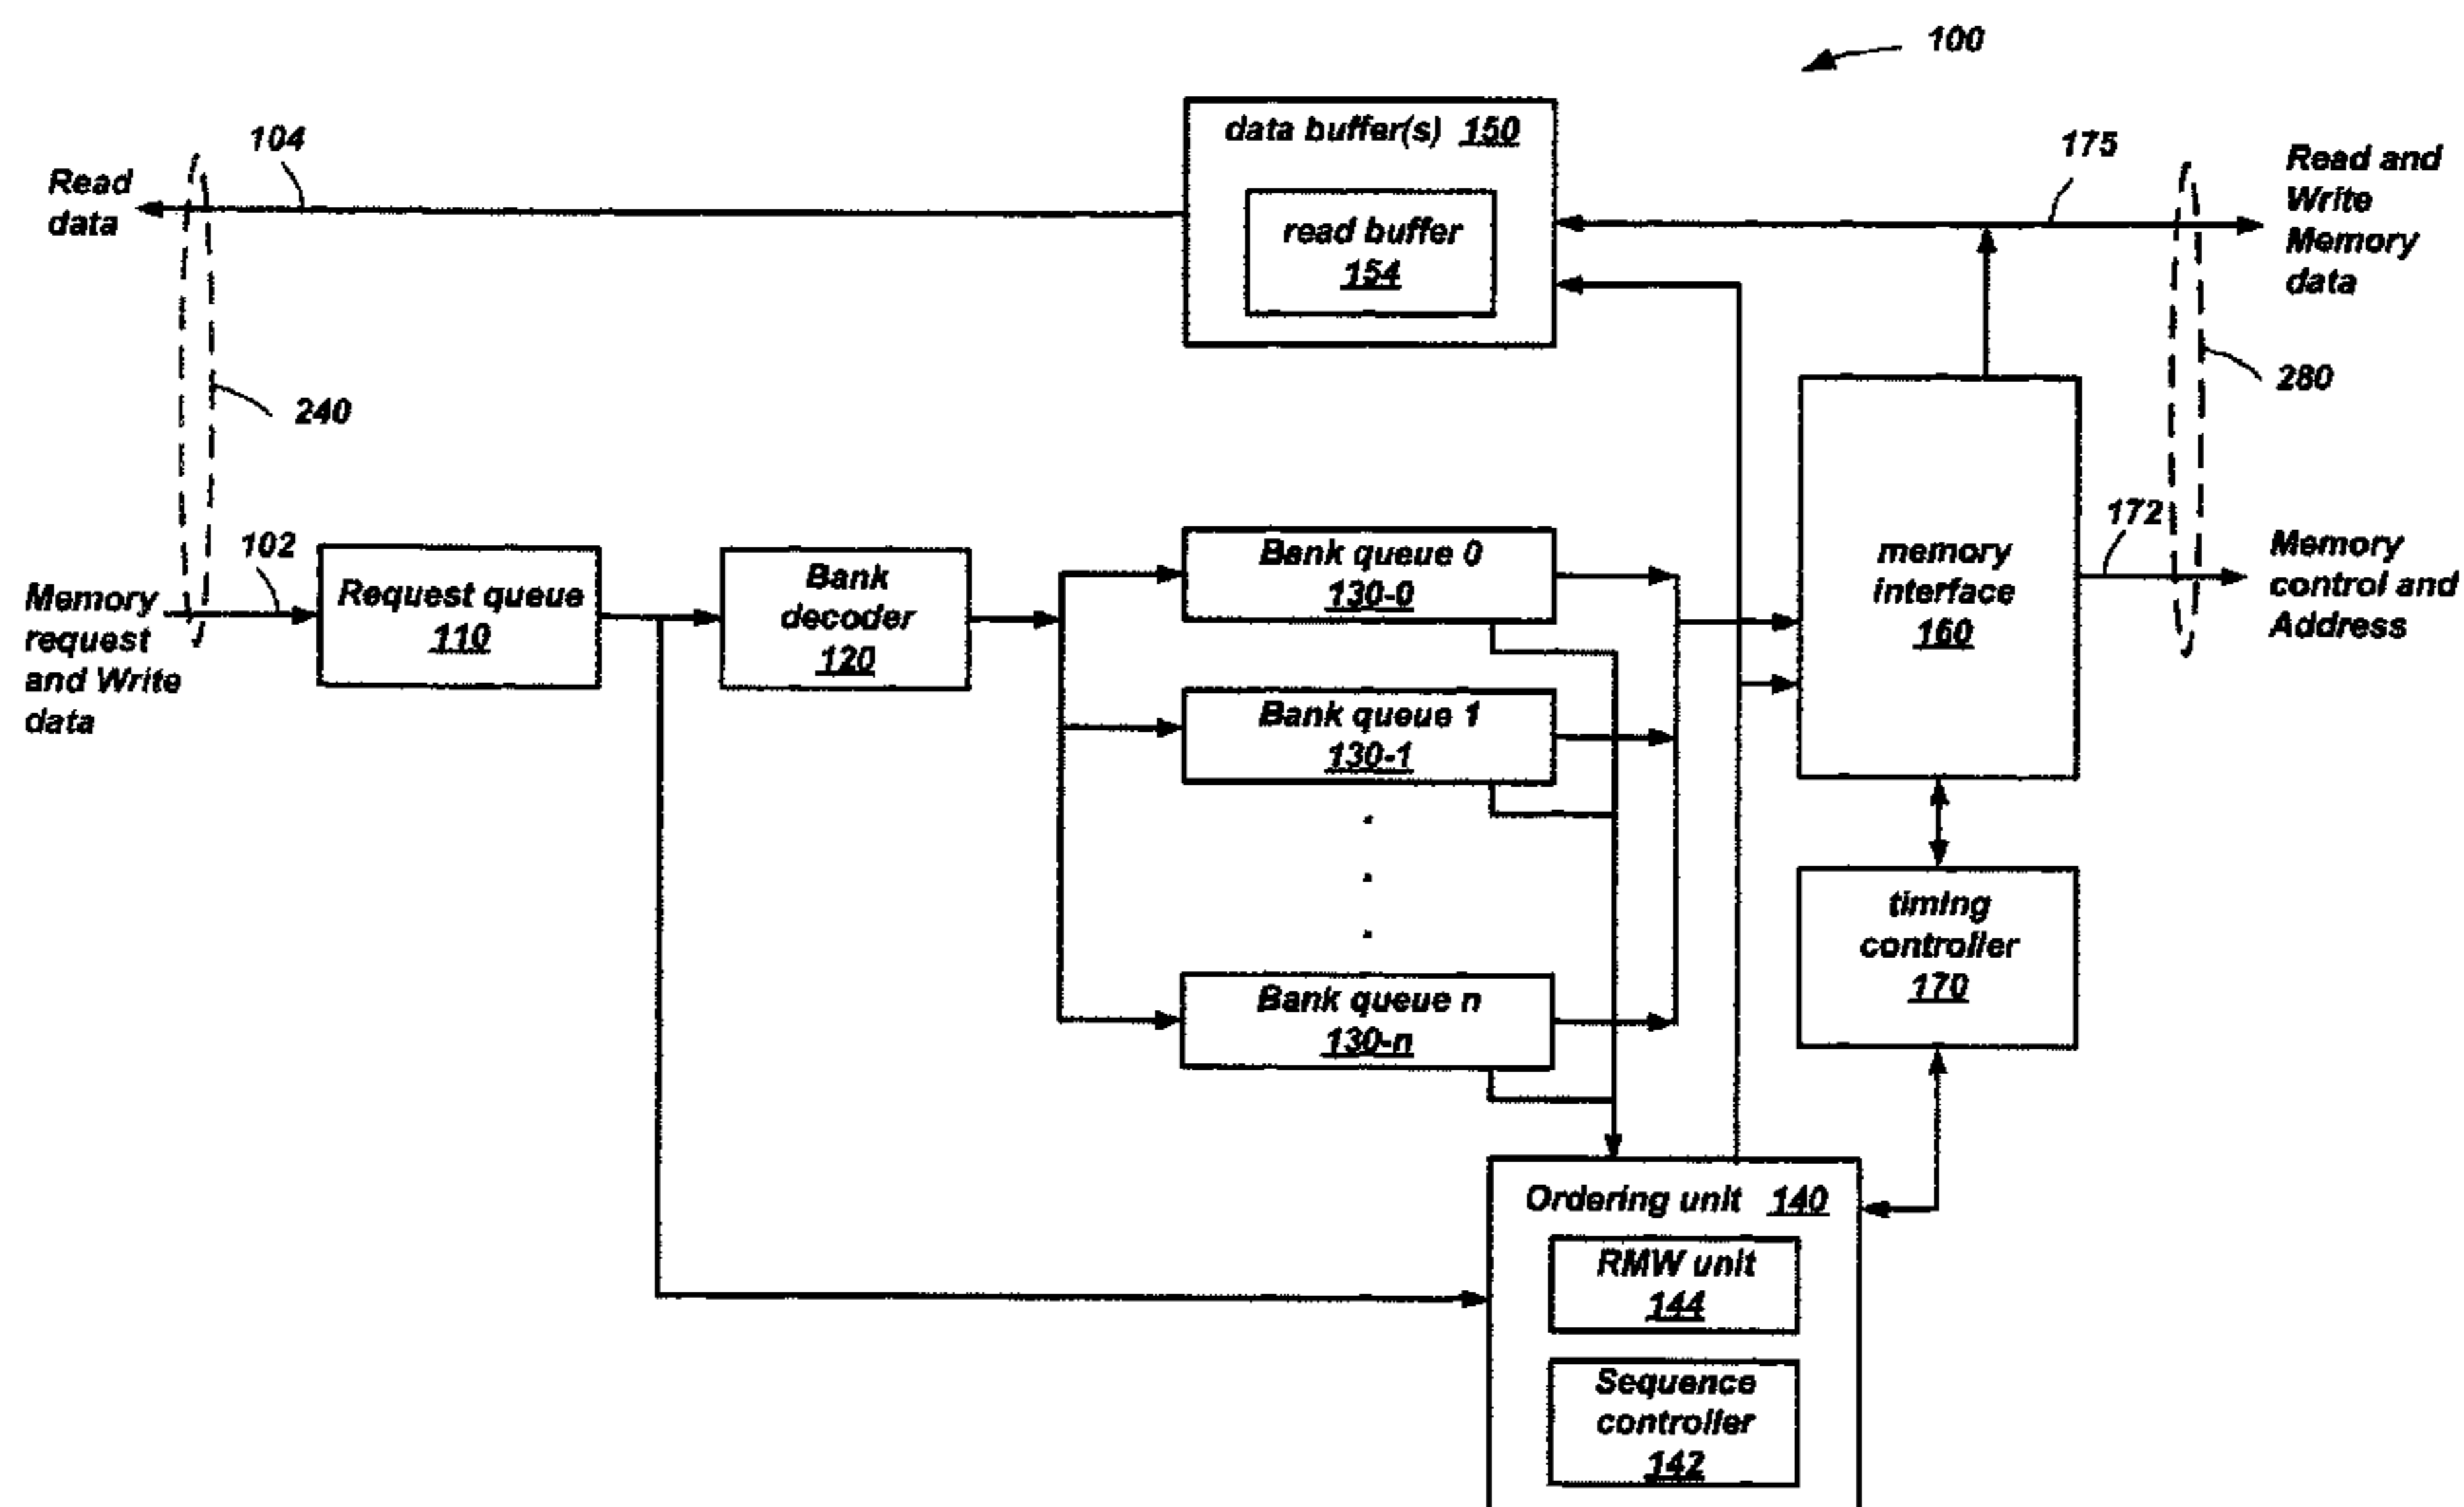 100
data buffer(s) 150
read buffer
154
104
Read
data
175
Read and
Write
Memory
data
240
280
102
Memory
request
and Write
data
Request queue
110
Bank
decoder
120
Bank queue 0
130-0
Bank queue 1
130-1
.
.
.
Bank queue n
130-n
memory
interface
160
172
Memory
control and
Address
timing
controller
170
Ordering unit 140
RMW unit
144
Sequence
controller
142